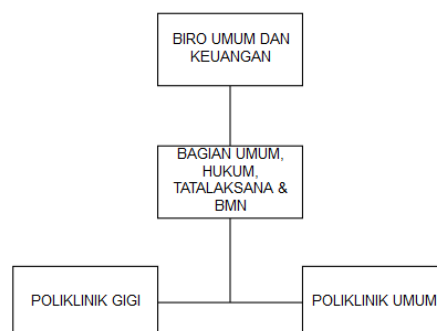 BIRO UMUM DAN
KEUANGAN
BAGIAN UMUM,
HUKUM,
TATALAKSANA &
BMN
POLIKLINIK GIGI
POLIKLINIK UMUM